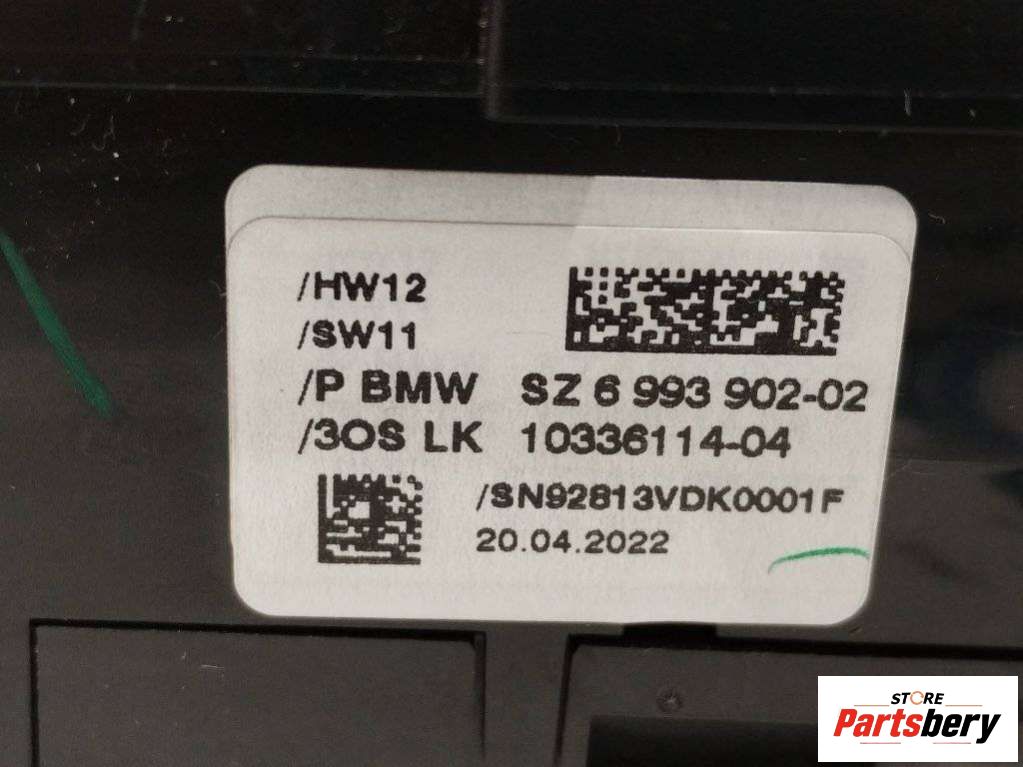 /HW12
/SW11
/P BMW SZ 6 993 902-02
/3OS LK 10336114-04
/SN92813VDK0001F
20.04.2022
STORE
Partsbery